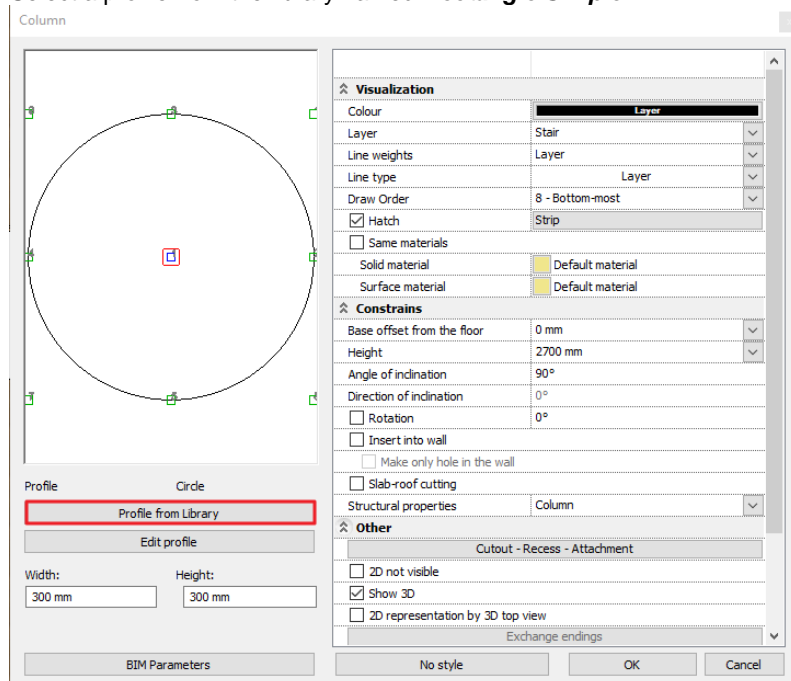 Column
Visualization
Colour Layer
Layer Stair
Line weights Layer
Line type Layer
Draw Order 8 - Bottom-most
Hatch Strip
Same materials
Solid material Default material
Surface material Default material
Constrains
Base offset from the floor 0 mm
Height 2700 mm
Angle of inclination 90°
Direction of inclination 0°
Rotation 0°
Insert into wall
Make only hole in the wall
Slab-roof cutting
Structural properties Column
Other
Cutout - Recess - Attachment
2D not visible
Show 3D
2D representation by 3D top view
Exchange endings
Profile Circle
Profile from Library
Edit profile
Width: Height:
300 mm 300 mm
BIM Parameters No style OK Cancel